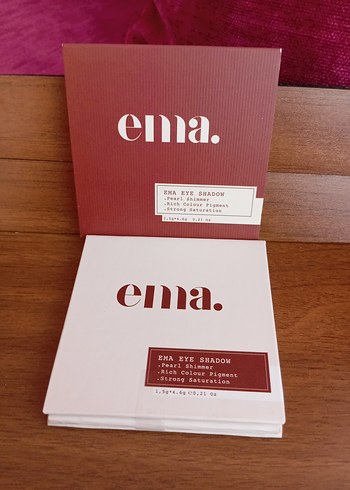 ema.
EMA EYE SHADOW
.Pearl Shimmer
.Rich Colour Pigment
.Strong Saturation
ema.
EMA EYE SHADOW
.Pearl Shimmer
.Rich Colour Pigment
.Strong Saturation